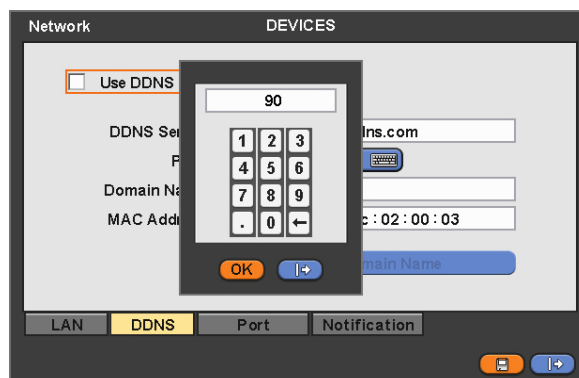 Network DEVICES
Use DDNS
90
DDNS Ser
lns.com
1 2 3
P
4 5 6
Domain Na
7 8 9
MAC Addr
c : 02 : 00 : 03
. 0 ←
OK
main Name
LAN DDNS Port Notification